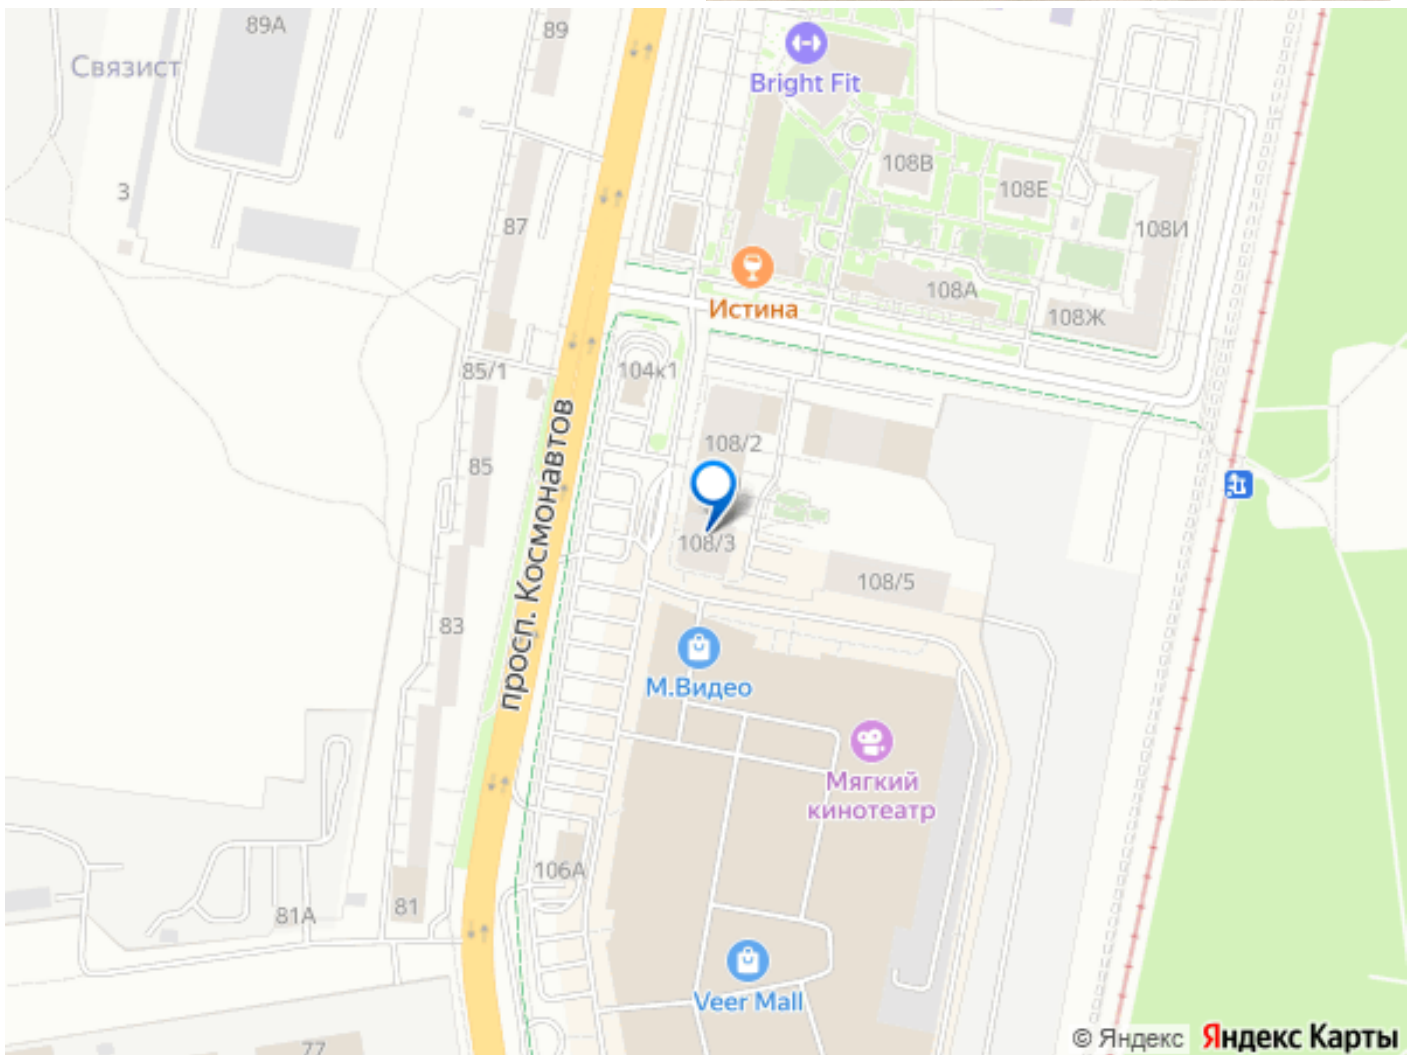 89А
89
Связист
Bright Fit
3
87
108В
108Е
108И
108А
108Ж
Истина
85/1
104к1
просп. Космонавтов
108/2
85
108/3
108/5
83
М.Видео
Мягкий
кинотеатр
106А
81
81А
Veer Mall
77
© Яндекс Яндекс Карты